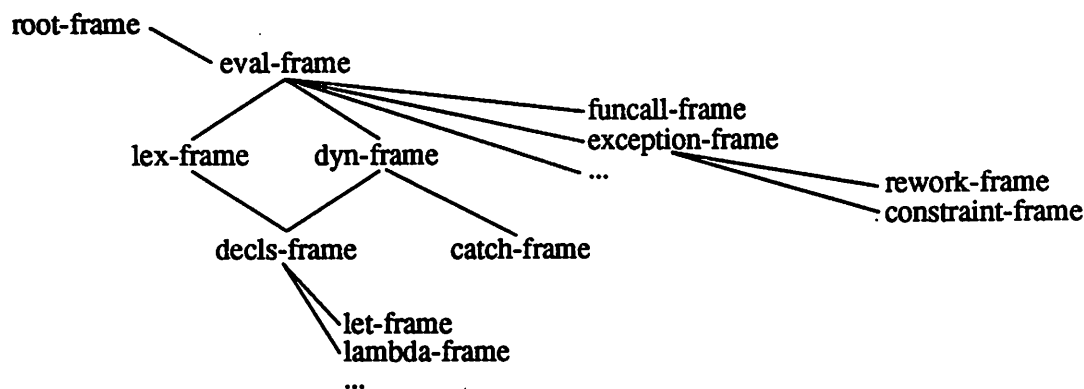 root-frame
eval-frame
funcall-frame
exception-frame
lex-frame
dyn-frame
...
rework-frame
constraint-frame
decls-frame
catch-frame
let-frame
lambda-frame
...